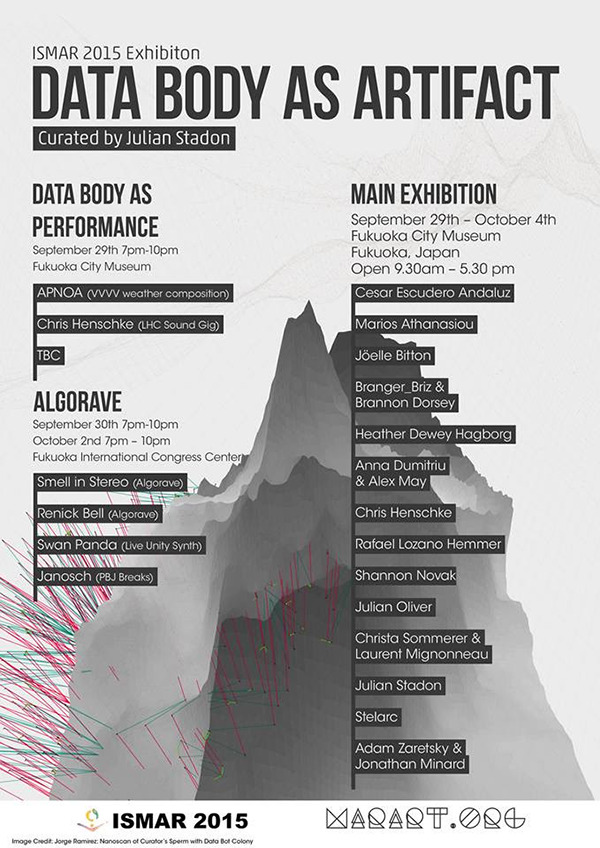 ISMAR 2015 Exhibiton
DATA BODY AS ARTIFACT
Curated by Julian Stadon
DATA BODY AS
PERFORMANCE
September 29th 7pm-10pm
Fukuoka City Museum
APNOA (VVVV weather composition)
Chris Henschke (LHC Sound Gig)
TBC
ALGORAVE
September 30th 7pm-10pm
October 2nd 7pm – 10pm
Fukuoka International Congress Center
Smell in Stereo (Algorave)
Renick Bell (Algorave)
Swan Panda (Live Unity Synth)
Janosch (PBJ Breaks)
MAIN EXHIBITION
September 29th – October 4th
Fukuoka City Museum
Fukuoka, Japan
Open 9.30am – 5.30 pm
Cesar Escudero Andaluz
Marios Athanasiou
Jöelle Bitton
Branger_Briz &
Brannon Dorsey
Heather Dewey Hagborg
Anna Dumitriu
& Alex May
Chris Henschke
Rafael Lozano Hemmer
Shannon Novak
Julian Oliver
Christa Sommerer &
Laurent Mignonneau
Julian Stadon
Stelarc
Adam Zaretsky &
Jonathan Minard
ISMAR 2015
MARART.ORG
Image Credit: Jorge Ramirez: Nanoscan of Curator's Sperm with Data Bot Colony